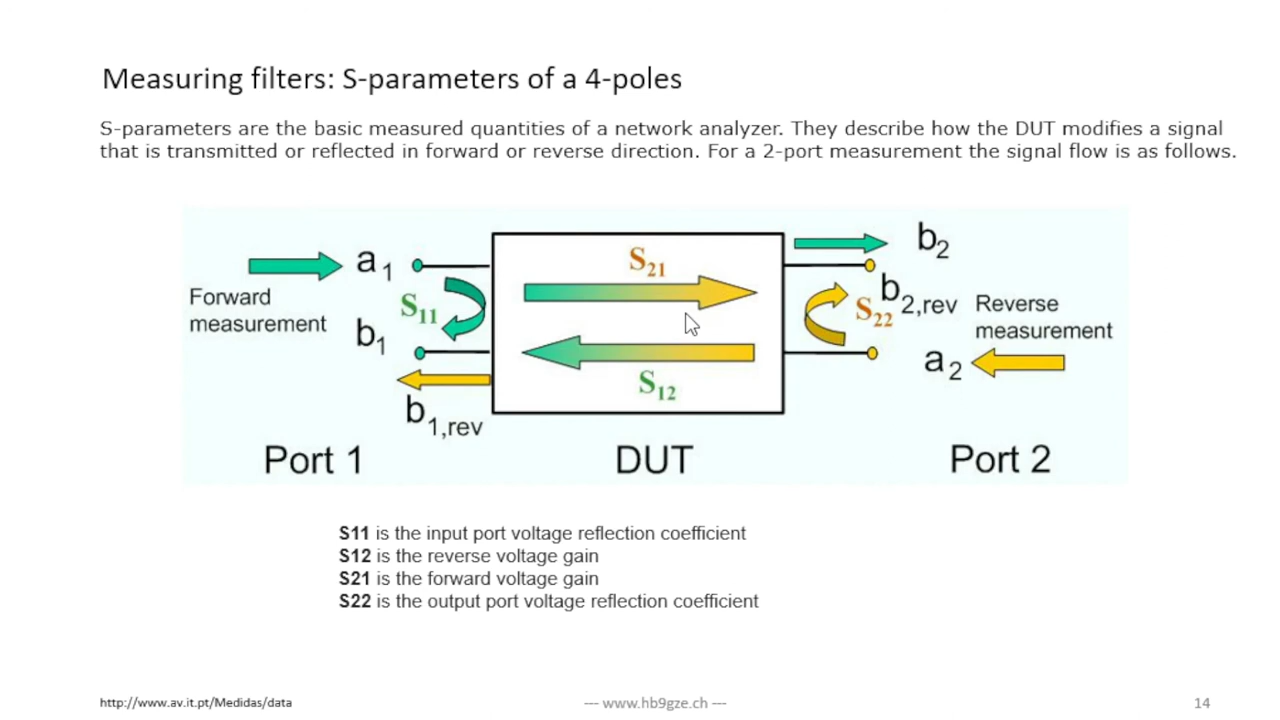 Measuring filters: S-parameters of a 4-poles
S-parameters are the basic measured quantities of a network analyzer. They describe how the DUT modifies a signal
that is transmitted or reflected in forward or reverse direction. For a 2-port measurement the signal flow is as follows.
a1
Forward
measurement
S11
b1
b1,rev
S21
S12
b2
b2,rev
S22
Reverse
measurement
a2
Port 1
DUT
Port 2
S11 is the input port voltage reflection coefficient
S12 is the reverse voltage gain
S21 is the forward voltage gain
S22 is the output port voltage reflection coefficient
http://www.av.it.pt/Medidas/data
--- www.hb9gze.ch ---
14